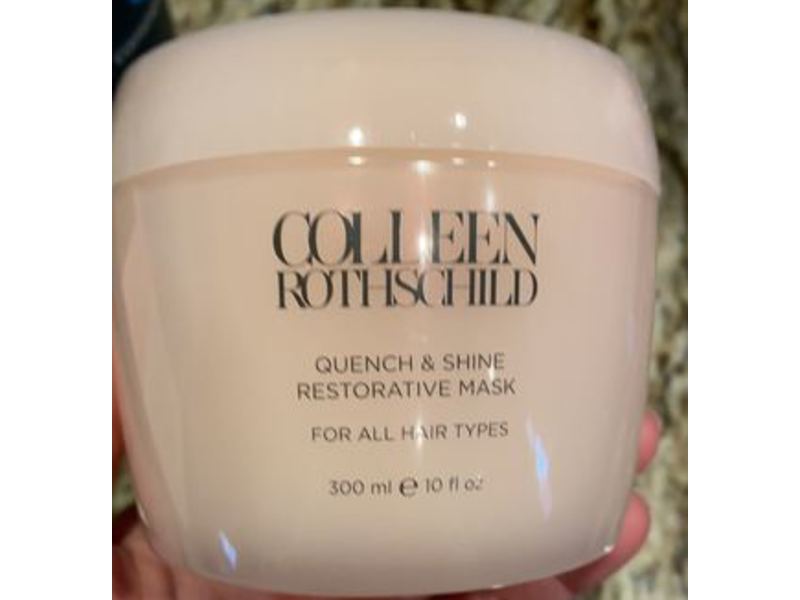 COLLEEN
ROTHSCHILD
QUENCH & SHINE
RESTORATIVE MASK
FOR ALL HAIR TYPES
300 ml ℮ 10 fl oz